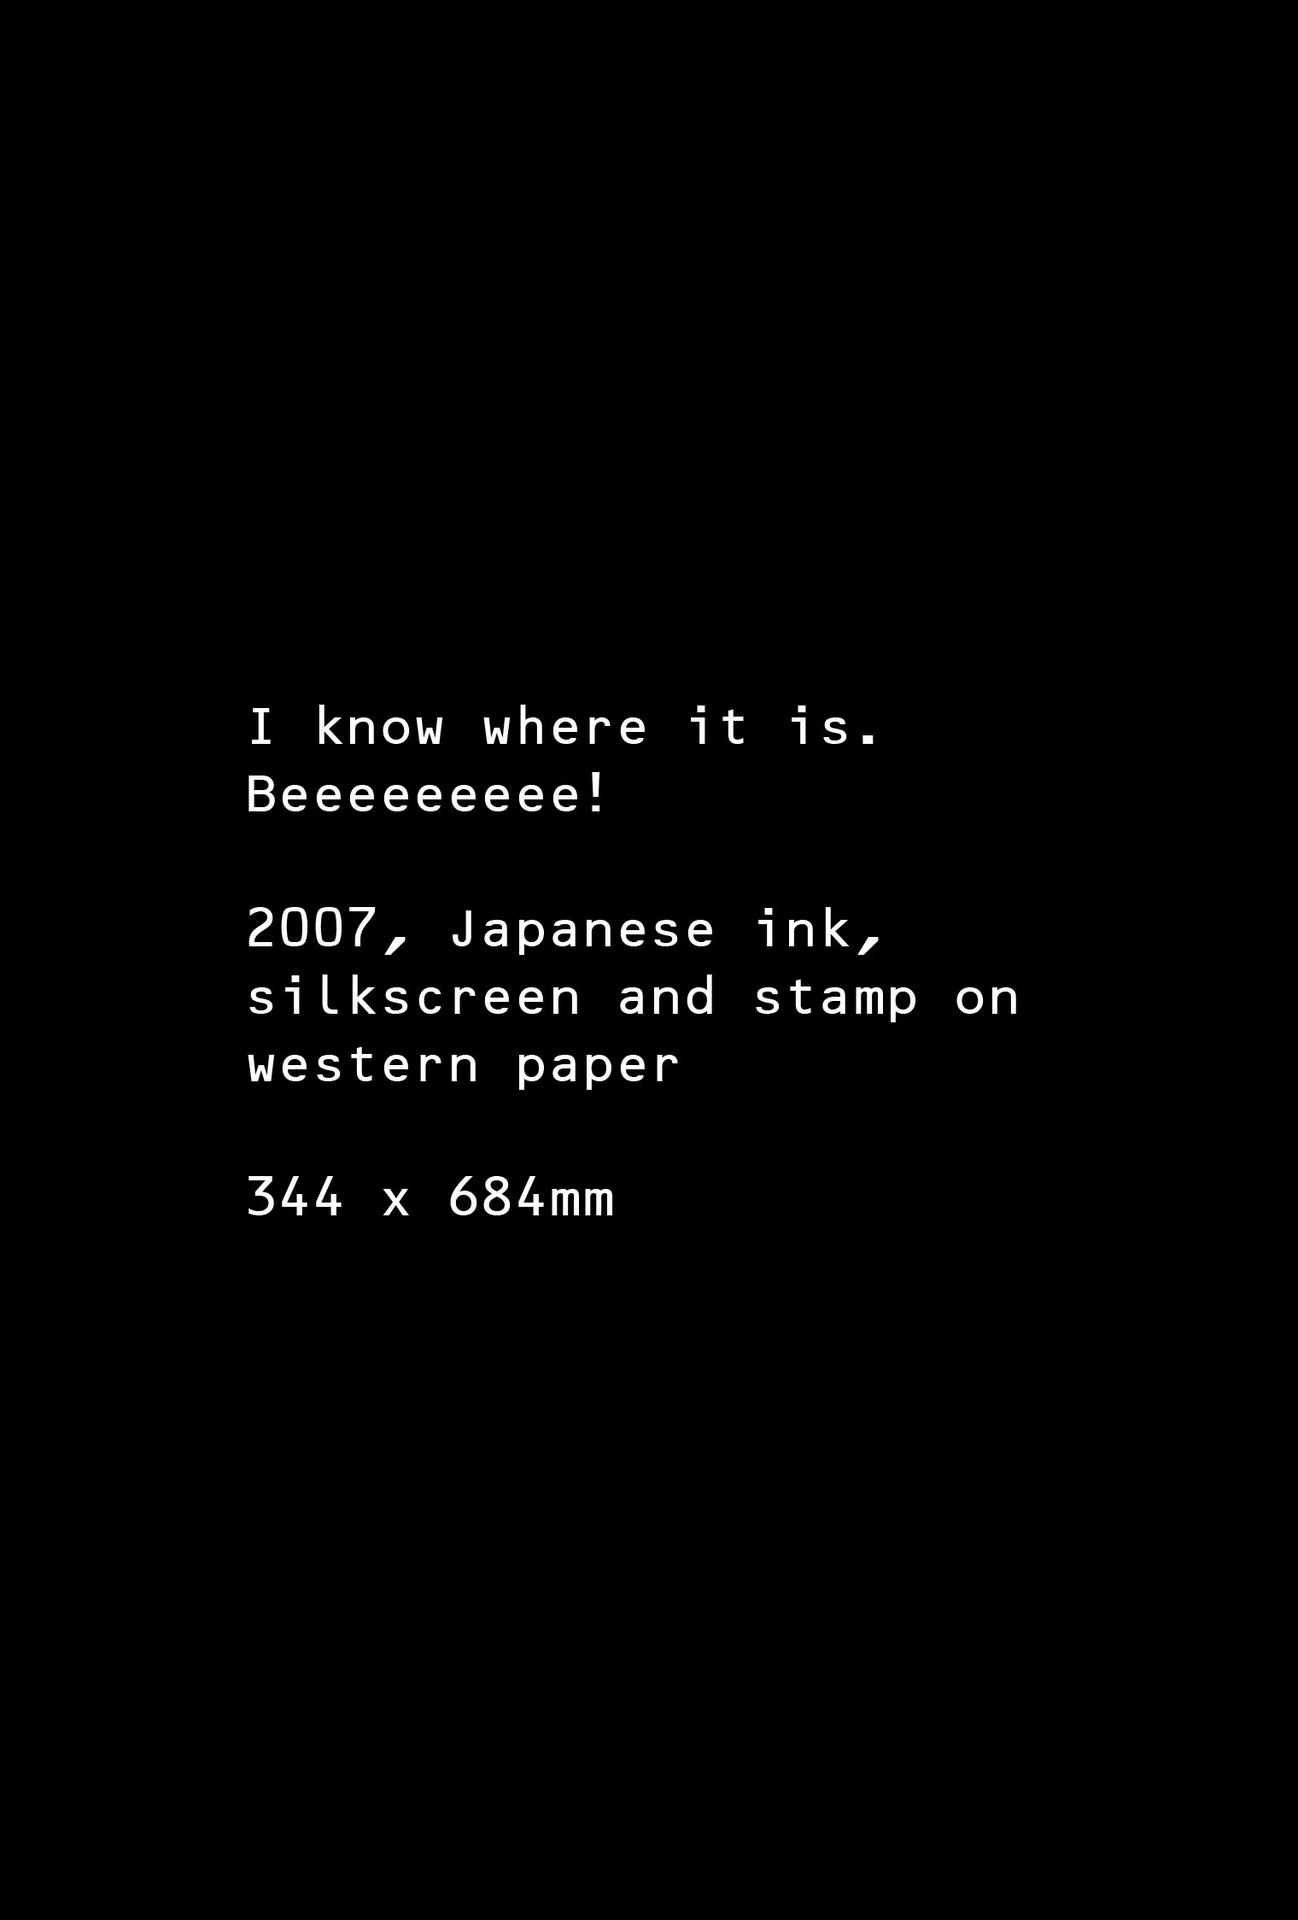 I know where it is.
Beeeeeeeee!
2007, Japanese ink,
silkscreen and stamp on
western paper
344 x 684mm